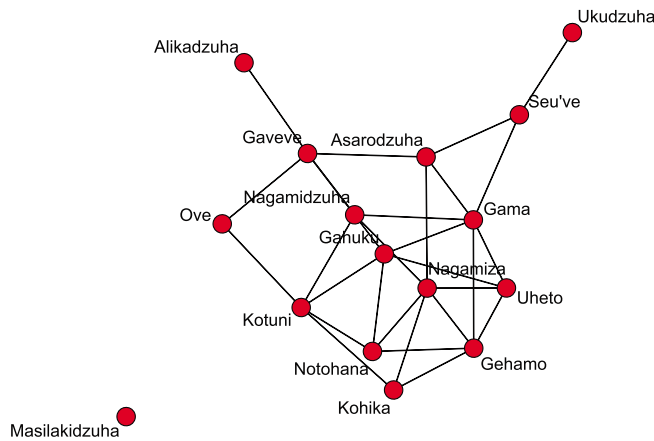 Ukudzuha
Alikadzuha
Seu've
Gaveve
Asarodzuha
Nagamidzuha
Gama
Ove
Gahuku
Nagamiza
Uheto
Kotuni
Notohana
Gehamo
Kohika
Masilakidzuha